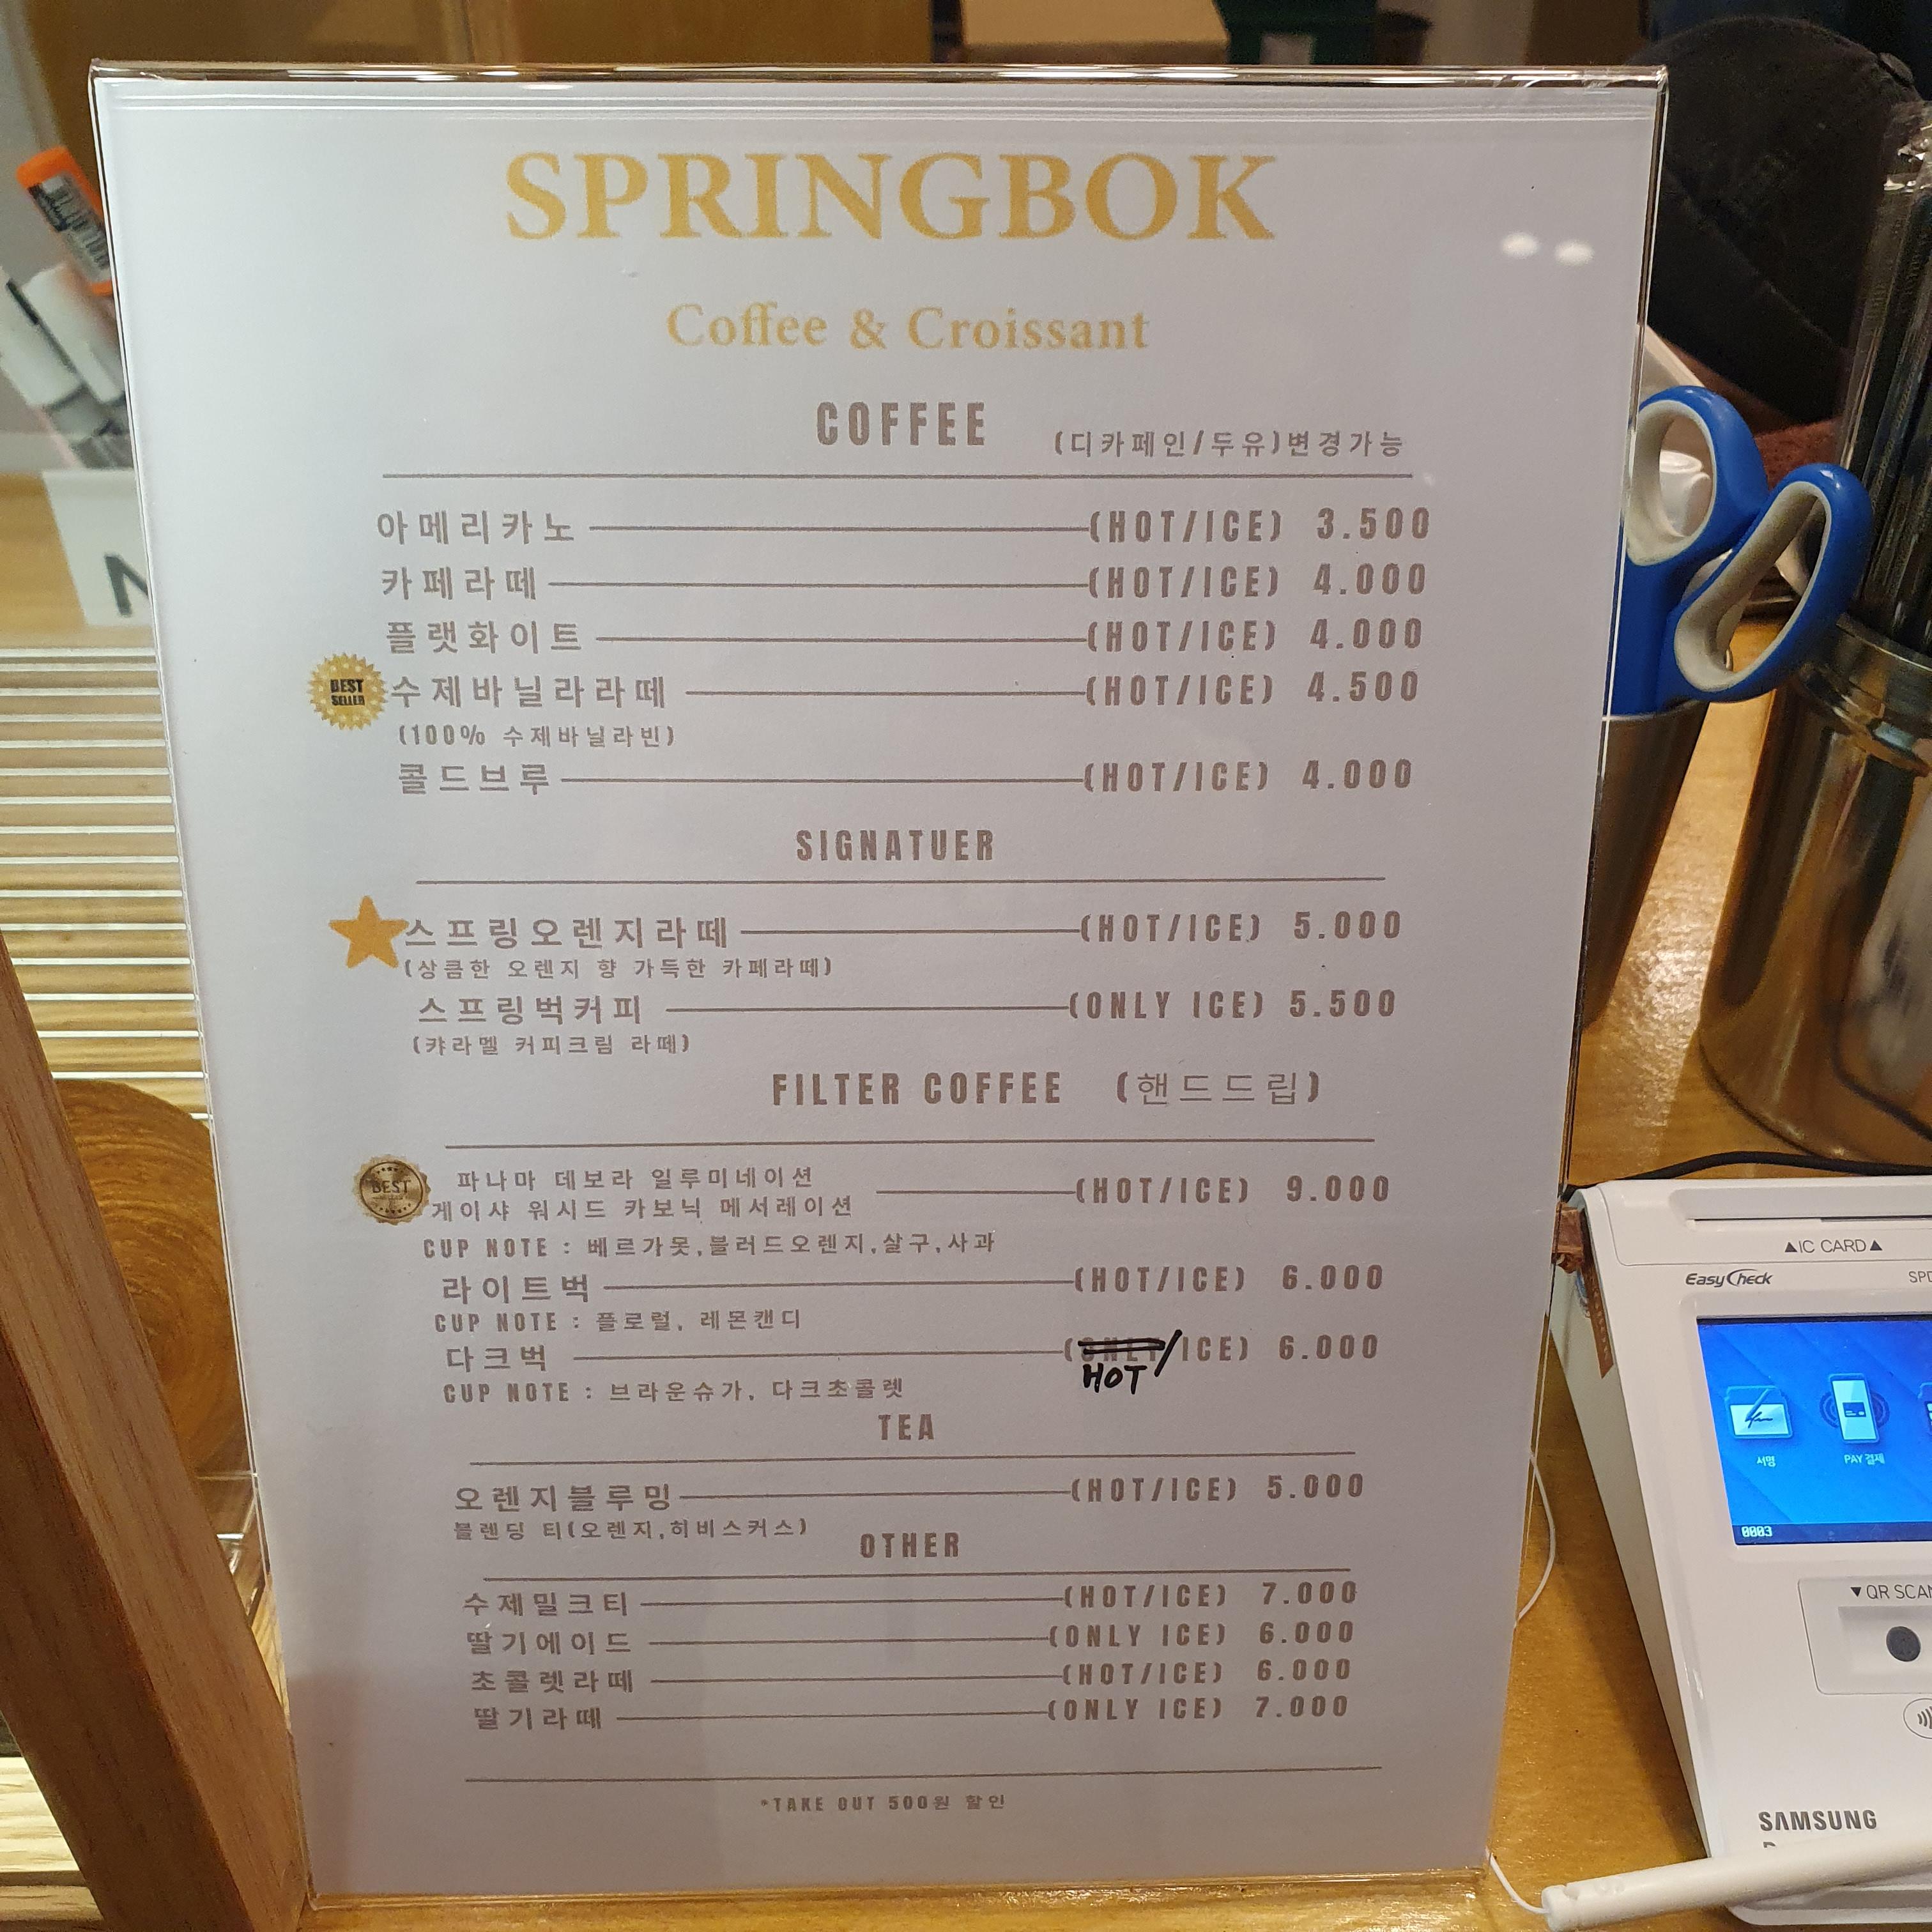 SPRINGBOK
Coffee & Croissant
COFFEE (디카페인/두유)변경가능
아메리카노 (HOT/ICE) 3.500
카페라떼 (HOT/ICE) 4.000
플랫화이트 (HOT/ICE) 4.000
BEST SELLER 수제바닐라라떼 (HOT/ICE) 4.500
(100% 수제바닐라빈)
콜드브루 (HOT/ICE) 4.000
SIGNATUER
스프링오렌지라떼 (HOT/ICE) 5.000
(상큼한 오렌지 향 가득한 카페라떼)
스프링벅커피 (ONLY ICE) 5.500
(캬라멜 커피크림 라떼)
FILTER COFFEE (핸드드립)
BEST 파나마 데보라 일루미네이션
게이샤 워시드 카보닉 메서레이션 (HOT/ICE) 9.000
CUP NOTE : 베르가못,블러드오렌지,살구,사과
라이트벅 (HOT/ICE) 6.000
CUP NOTE : 플로럴, 레몬캔디
다크벅 (ONLY/ICE) 6.000
HOT
CUP NOTE : 브라운슈가, 다크초콜렛
TEA
오렌지블루밍 (HOT/ICE) 5.000
블렌딩 티(오렌지,히비스커스)
OTHER
수제밀크티 (HOT/ICE) 7.000
딸기에이드 (ONLY ICE) 6.000
초콜렛라떼 (HOT/ICE) 6.000
딸기라떼 (ONLY ICE) 7.000
*TAKE OUT 500원 할인
▲IC CARD▲
EasyCheck
서명 PAY 결제
0003
▼QR SCAN
SAMSUNG